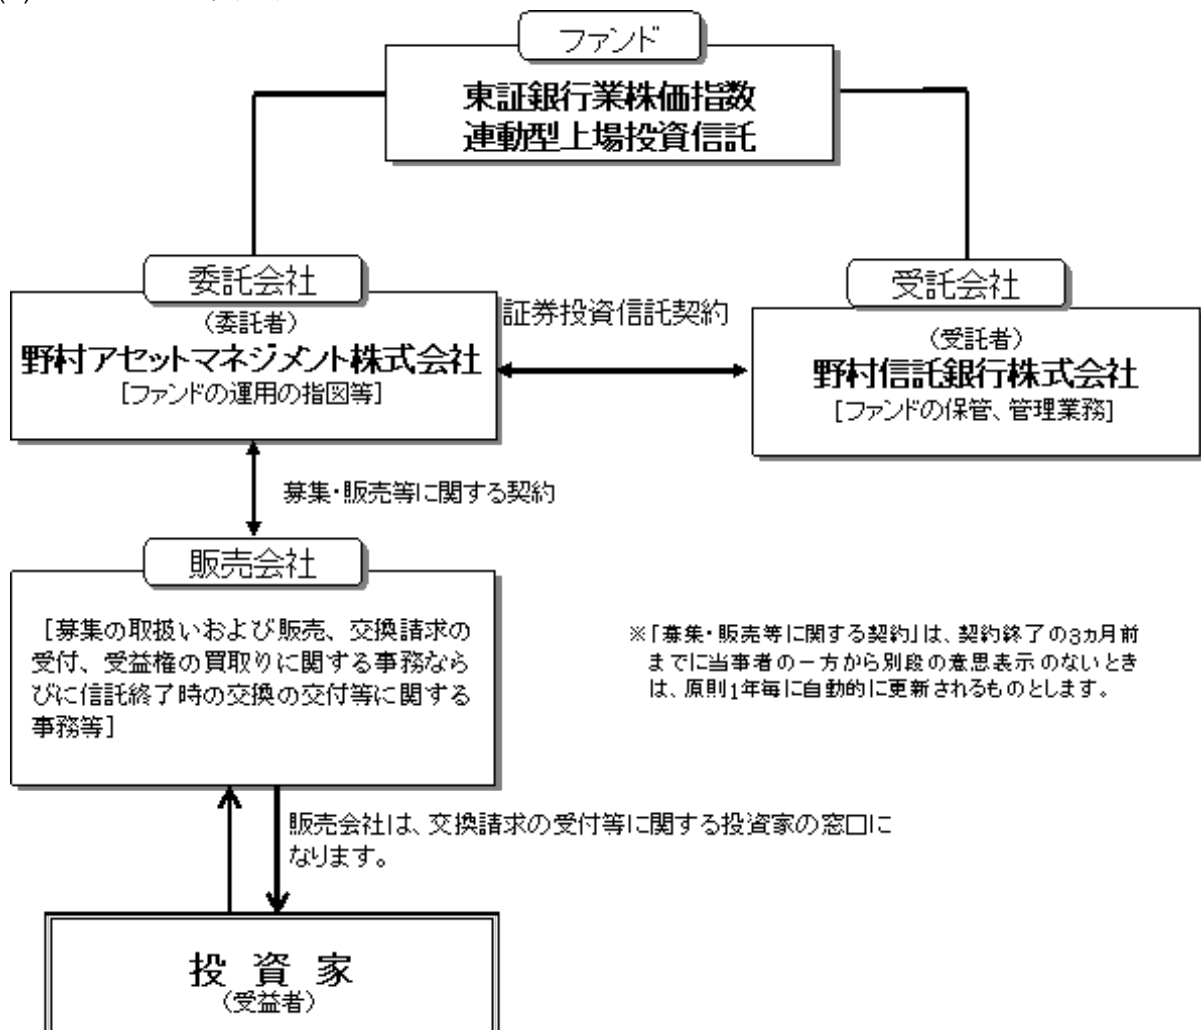 ファンド
東証銀行業株価指数
連動型上場投資信託
委託会社
(委託者)
野村アセットマネジメント株式会社
[ファンドの運用の指図等]
証券投資信託契約
受託会社
(受託者)
野村信託銀行株式会社
[ファンドの保管、管理業務]
募集・販売等に関する契約
販売会社
[募集の取扱いおよび販売、交換請求の
受付、受益権の買取りに関する事務なら
びに信託終了時の交換の交付等に関する
事務等]
※「募集・販売等に関する契約」は、契約終了の3ヵ月前
までに当事者の一方から別段の意思表示のないとき
は、原則1年毎に自動的に更新されるものとします。
販売会社は、交換請求の受付等に関する投資家の窓口に
なります。
投 資 家
(受益者)